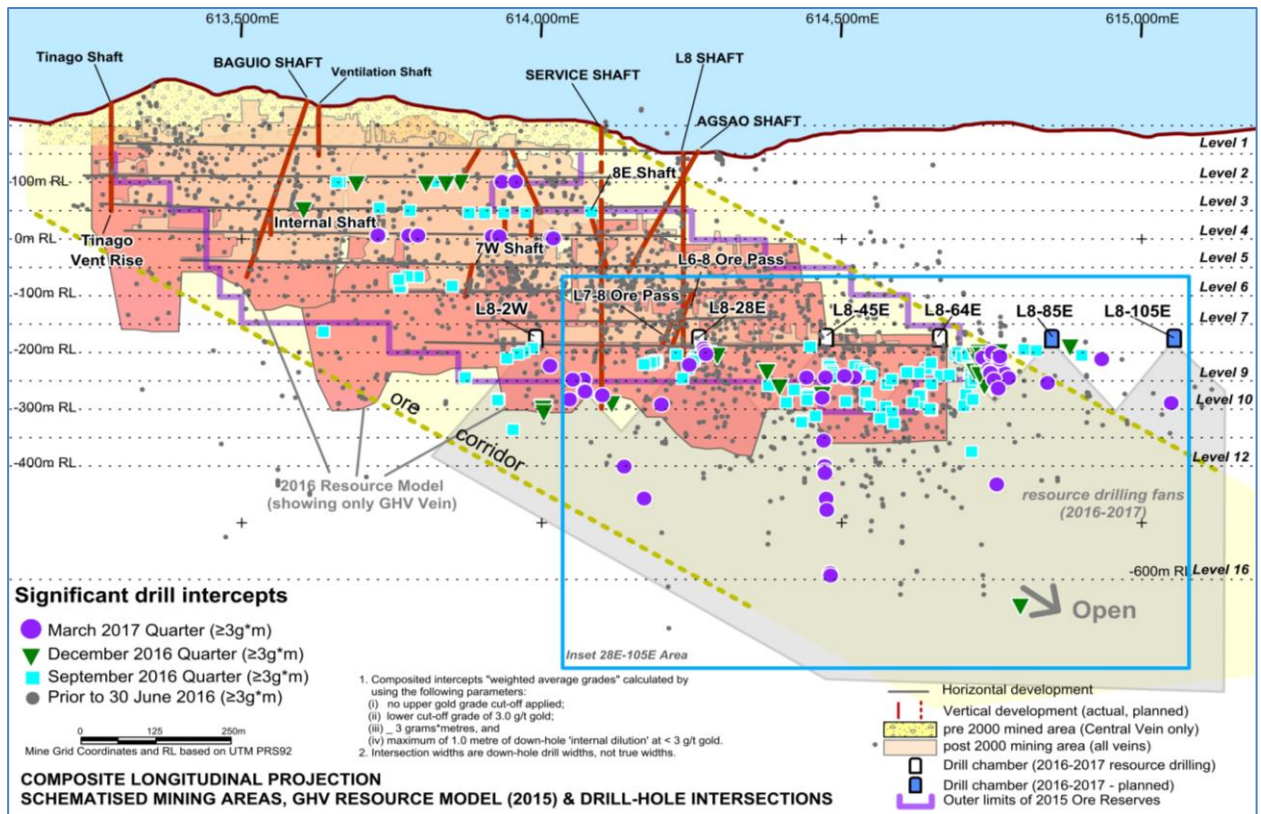 613,500mE
614,000mE
614,500mE
615,000mE
Tinago Shaft
BAGUIO SHAFT
Ventilation Shaft
SERVICE SHAFT
L8 SHAFT
AGSAO SHAFT
Level 1
Level 2
Level 3
Level 4
Level 5
Level 6
Level 7
Level 9
Level 10
Level 12
Level 16
100m RL
0m RL
-100m RL
-200m RL
-300m RL
-400m RL
-600m RL
8E Shaft
Internal Shaft
Tinago
Vent Rise
7W Shaft
L6-8 Ore Pass
L7-8 Ore Pass
L8-2W
L8-28E
L8-45E
L8-64E
L8-85E
L8-105E
ore
corridor
2016 Resource Model
(showing only GHV Vein)
resource drilling fans
(2016-2017)
Open
Inset 28E-105E Area
Significant drill intercepts
March 2017 Quarter (≥3g*m)
December 2016 Quarter (≥3g*m)
September 2016 Quarter (≥3g*m)
Prior to 30 June 2016 (≥3g*m)
0 125 250m
Mine Grid Coordinates and RL based on UTM PRS92
1. Composited intercepts "weighted average grades" calculated by
using the following parameters:
(i) no upper gold grade cut-off applied;
(ii) lower cut-off grade of 3.0 g/t gold;
(iii) _ 3 grams*metres, and
(iv) maximum of 1.0 metre of down-hole 'internal dilution' at < 3 g/t gold.
2. Intersection widths are down-hole drill widths, not true widths.
Horizontal development
Vertical development (actual, planned)
pre 2000 mined area (Central Vein only)
post 2000 mining area (all veins)
Drill chamber (2016-2017 resource drilling)
Drill chamber (2016-2017 - planned)
Outer limits of 2015 Ore Reserves
COMPOSITE LONGITUDINAL PROJECTION
SCHEMATISED MINING AREAS, GHV RESOURCE MODEL (2015) & DRILL-HOLE INTERSECTIONS